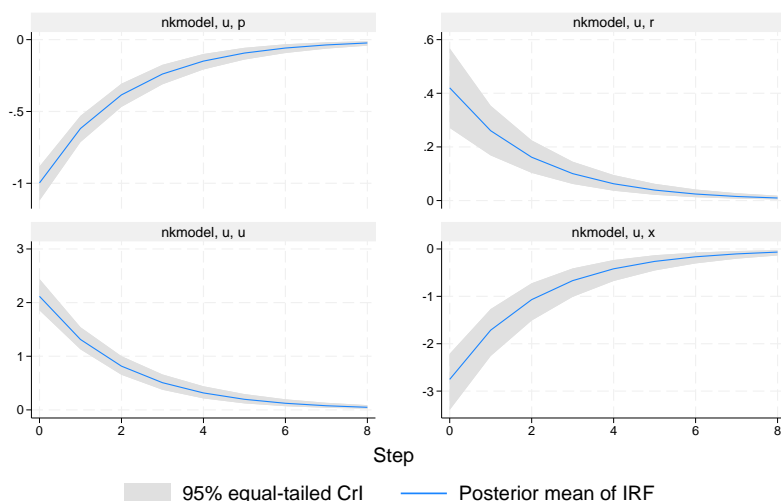 nkmodel, u, p
0
-.5
-1
nkmodel, u, r
.6
.4
.2
0
nkmodel, u, u
3
2
1
0
0 2 4 6 8
nkmodel, u, x
0
-1
-2
-3
0 2 4 6 8
Step
95% equal-tailed CrI
Posterior mean of IRF